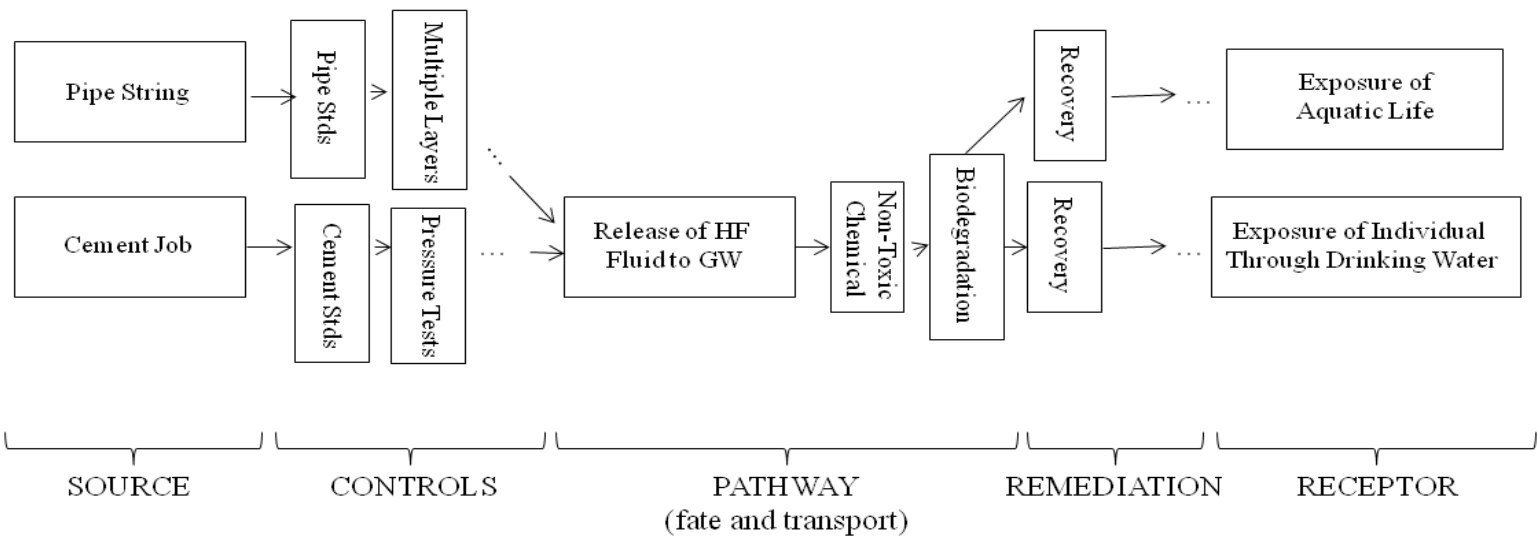 Pipe String
Pipe Stds
Multiple Layers
...
Recovery
...
Exposure of
Aquatic Life
Cement Job
Cement Stds
Pressure Tests
...
Release of HF
Fluid to GW
Non-Toxic
Chemical
Biodegradation
Recovery
...
Exposure of Individual
Through Drinking Water
SOURCE
CONTROLS
PATHWAY
(fate and transport)
REMEDIATION
RECEPTOR